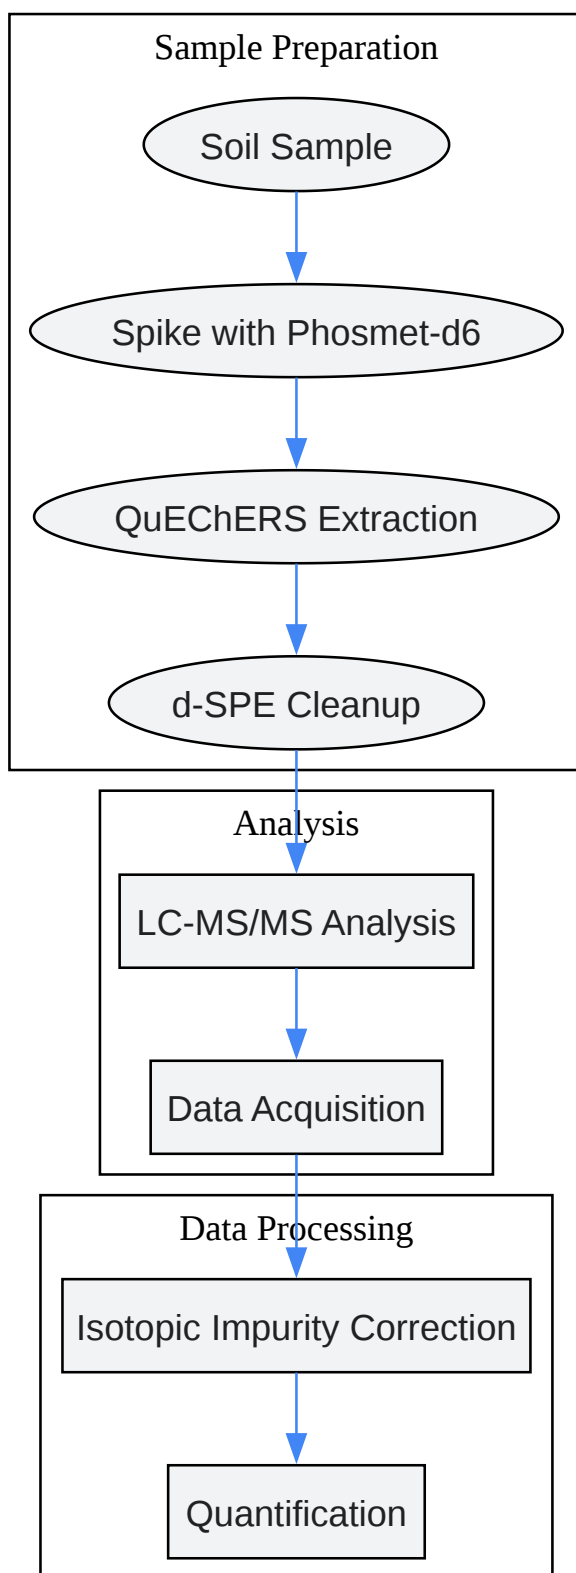 Sample Preparation
Soil Sample
Spike with Phosmet-d6
QuEChERS Extraction
d-SPE Cleanup
Analysis
LC-MS/MS Analysis
Data Acquisition
Data Processing
Isotopic Impurity Correction
Quantification